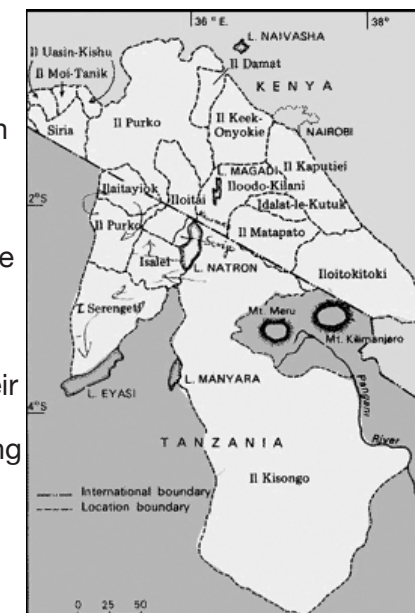 36° E.
38°
L. NAIVASHA
Il Uasin-Kishu
Il Damat
Il Moi-Tanik
KENYA
Siria
Il Purko
Il Keek-
Onyokie
NAIROBI
L. MAGADI
Il Kaputiei
Ilaitayiok
Iloitai
Iloodo-Kilani
2°S
Idalat-le-Kutuk
Il Purko
Il Matapato
Isalei
L. NATRON
Iloitokitoki
Serengeti
Mt. Meru
Mt. Kilimanjaro
L. EYASI
L. MANYARA
4°S
Pangani
River
TANZANIA
Il Kisongo
International boundary
Location boundary
0 25 50